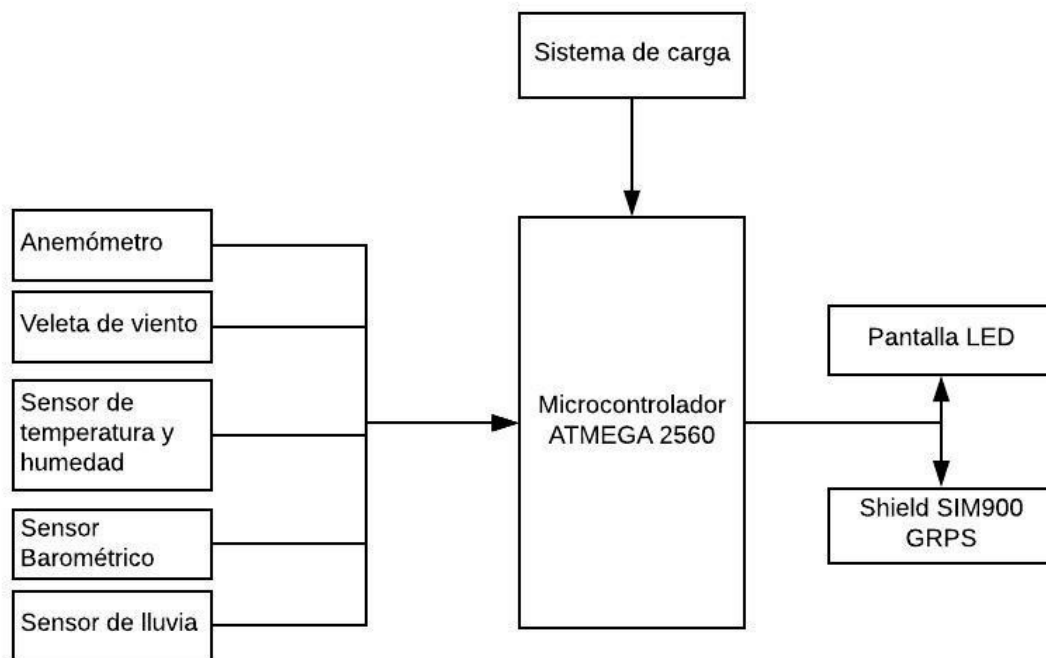 Sistema de carga
Anemómetro
Veleta de viento
Sensor de
temperatura y
humedad
Sensor
Barométrico
Sensor de lluvia
Microcontrolador
ATMEGA 2560
Pantalla LED
Shield SIM900
GRPS